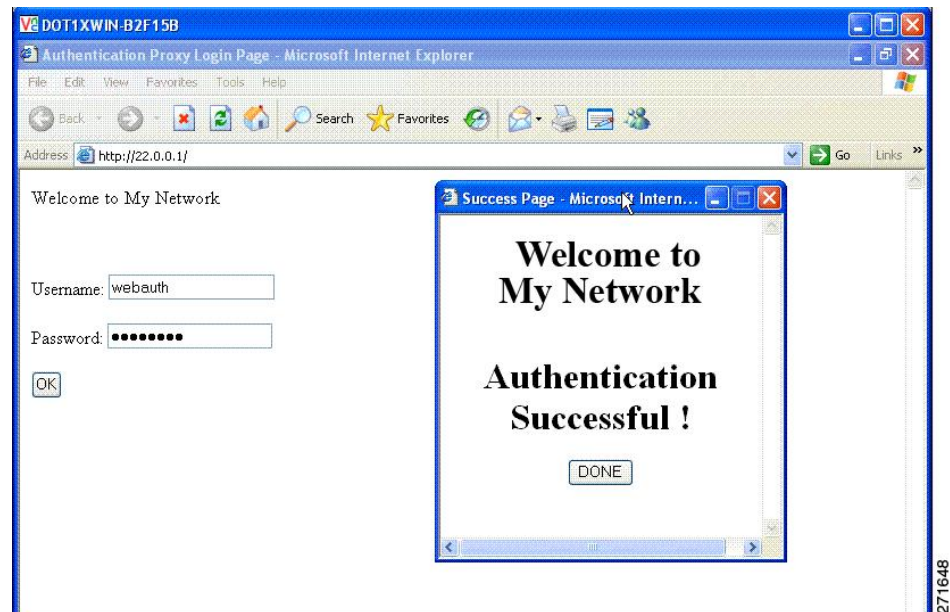 DOT1XWIN-B2F15B
Authentication Proxy Login Page - Microsoft Internet Explorer
File Edit View Favorites Tools Help
Back Search Favorites
Address http://22.0.0.1/ Go Links »
Welcome to My Network
Username: webauth
Password: ••••••••
OK
Success Page - Microsoft Intern...
Welcome to
My Network
Authentication
Successful !
DONE
271648